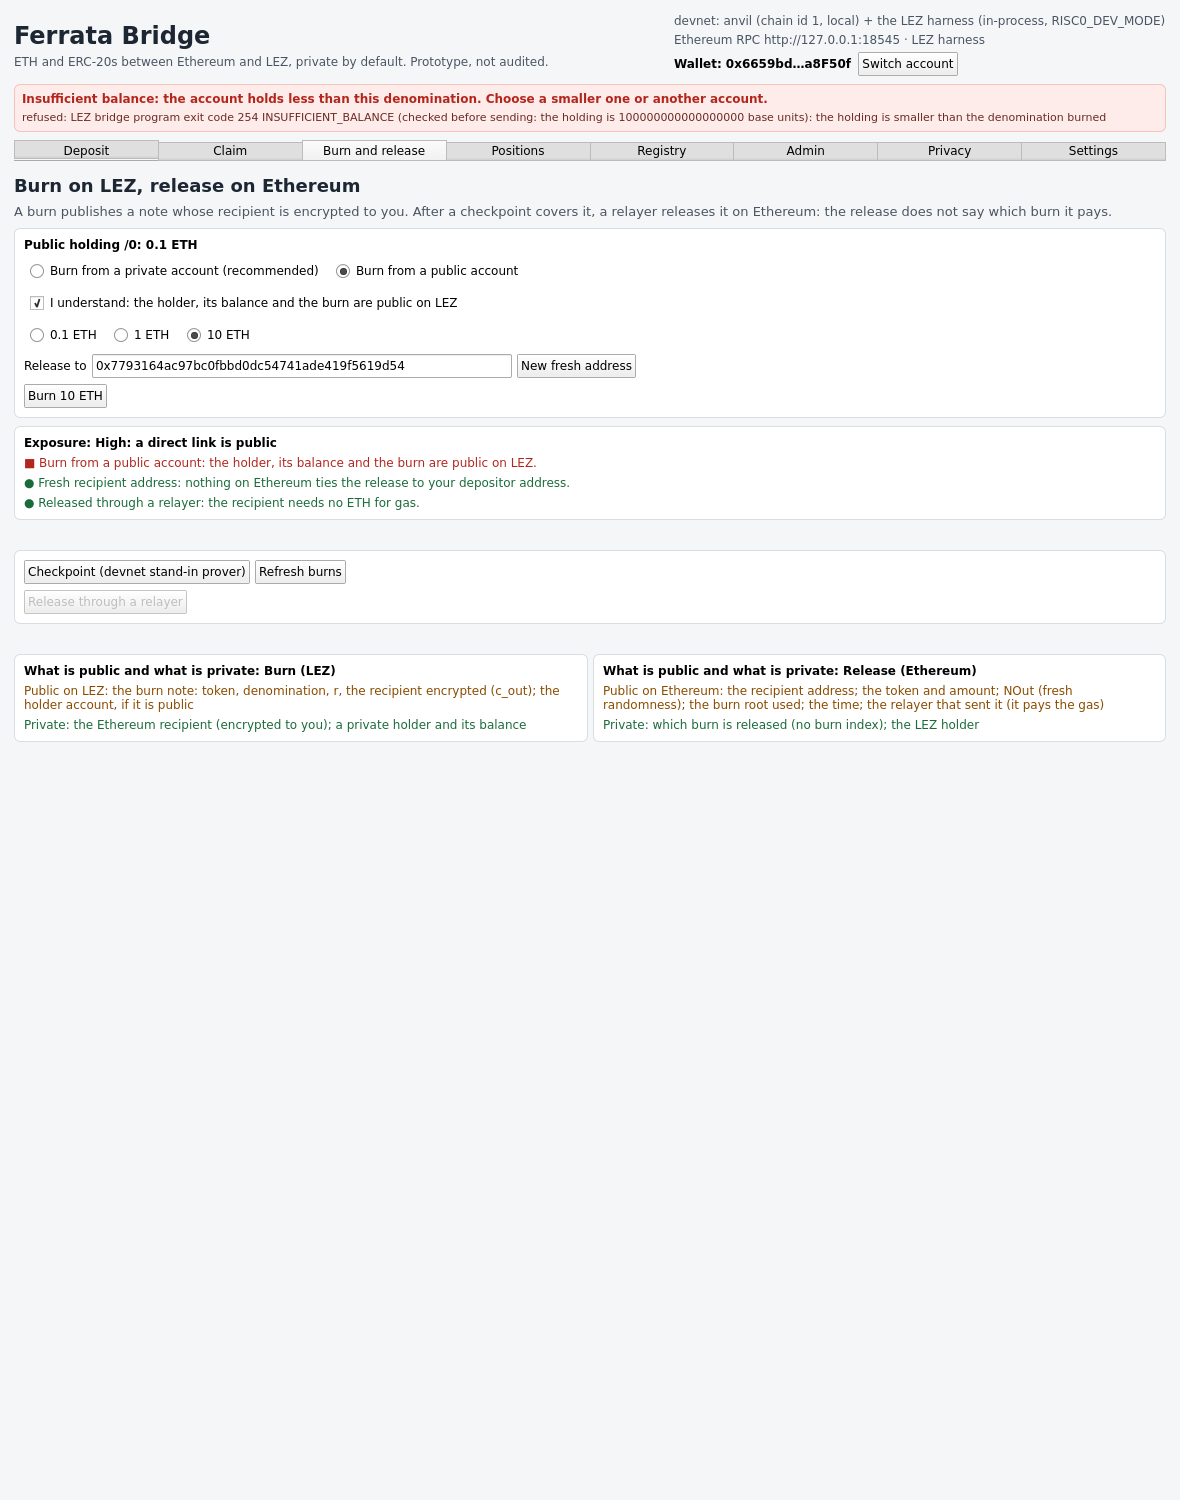 Ferrata Bridge
ETH and ERC-20s between Ethereum and LEZ, private by default. Prototype, not audited.
devnet: anvil (chain id 1, local) + the LEZ harness (in-process, RISC0_DEV_MODE)
Ethereum RPC http://127.0.0.1:18545 · LEZ harness
Wallet: 0x6659bd…a8F50f Switch account
Insufficient balance: the account holds less than this denomination. Choose a smaller one or another account.
refused: LEZ bridge program exit code 254 INSUFFICIENT_BALANCE (checked before sending: the holding is 100000000000000000 base units): the holding is smaller than the denomination burned
Deposit Claim Burn and release Positions Registry Admin Privacy Settings
Burn on LEZ, release on Ethereum
A burn publishes a note whose recipient is encrypted to you. After a checkpoint covers it, a relayer releases it on Ethereum: the release does not say which burn it pays.
Public holding /0: 0.1 ETH
Burn from a private account (recommended) Burn from a public account
I understand: the holder, its balance and the burn are public on LEZ
0.1 ETH 1 ETH 10 ETH
Release to 0x7793164ac97bc0fbbd0dc54741ade419f5619d54 New fresh address
Burn 10 ETH
Exposure: High: a direct link is public
■ Burn from a public account: the holder, its balance and the burn are public on LEZ.
● Fresh recipient address: nothing on Ethereum ties the release to your depositor address.
● Released through a relayer: the recipient needs no ETH for gas.
Checkpoint (devnet stand-in prover) Refresh burns
Release through a relayer
What is public and what is private: Burn (LEZ)
Public on LEZ: the burn note: token, denomination, r, the recipient encrypted (c_out); the
holder account, if it is public
Private: the Ethereum recipient (encrypted to you); a private holder and its balance
What is public and what is private: Release (Ethereum)
Public on Ethereum: the recipient address; the token and amount; NOut (fresh
randomness); the burn root used; the time; the relayer that sent it (it pays the gas)
Private: which burn is released (no burn index); the LEZ holder